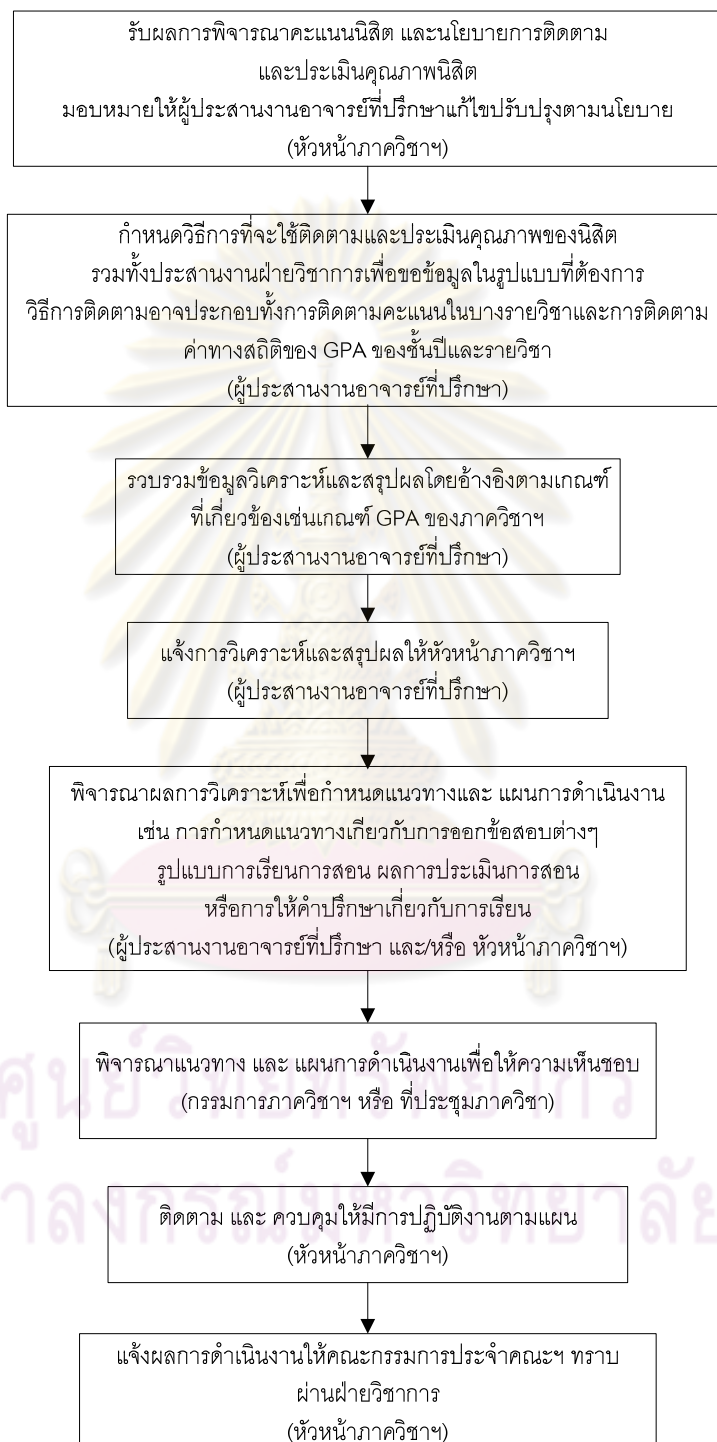 รับผลการพิจารณาคะแนนนิสิต และนโยบายการติดตาม
และประเมินคุณภาพนิสิต
มอบหมายให้ผู้ประสานงานอาจารย์ที่ปรึกษาแก้ไขปรับปรุงตามนโยบาย
(หัวหน้าภาควิชาฯ)
กำหนดวิธีการที่จะใช้ติดตามและประเมินคุณภาพของนิสิต
รวมทั้งประสานงานฝ่ายวิชาการเพื่อขอข้อมูลในรูปแบบที่ต้องการ
วิธีการติดตามอาจประกอบทั้งการติดตามคะแนนในบางรายวิชาและการติดตาม
ค่าทางสถิติของ GPA ของชั้นปีและรายวิชา
(ผู้ประสานงานอาจารย์ที่ปรึกษา)
รวบรวมข้อมูลวิเคราะห์และสรุปผลโดยอ้างอิงตามเกณฑ์
ที่เกี่ยวข้องเช่นเกณฑ์ GPA ของภาควิชาฯ
(ผู้ประสานงานอาจารย์ที่ปรึกษา)
แจ้งการวิเคราะห์และสรุปผลให้หัวหน้าภาควิชาฯ
(ผู้ประสานงานอาจารย์ที่ปรึกษา)
พิจารณาผลการวิเคราะห์เพื่อกำหนดแนวทางและ แผนการดำเนินงาน
เช่น การกำหนดแนวทางเกี่ยวกับการออกข้อสอบต่างๆ
รูปแบบการเรียนการสอน ผลการประเมินการสอน
หรือการให้คำปรึกษาเกี่ยวกับการเรียน
(ผู้ประสานงานอาจารย์ที่ปรึกษา และ/หรือ หัวหน้าภาควิชาฯ)
พิจารณาแนวทาง และ แผนการดำเนินงานเพื่อให้ความเห็นชอบ
(กรรมการภาควิชาฯ หรือ ที่ประชุมภาควิชา)
ศูนย์วิทยทรัพยากร
าลงกรณ์มหาวิทยาลัย
ติดตาม และ ควบคุมให้มีการปฏิบัติงานตามแผน
(หัวหน้าภาควิชาฯ)
แจ้งผลการดำเนินงานให้คณะกรรมการประจำคณะฯ ทราบ
ผ่านฝ่ายวิชาการ
(หัวหน้าภาควิชาฯ)